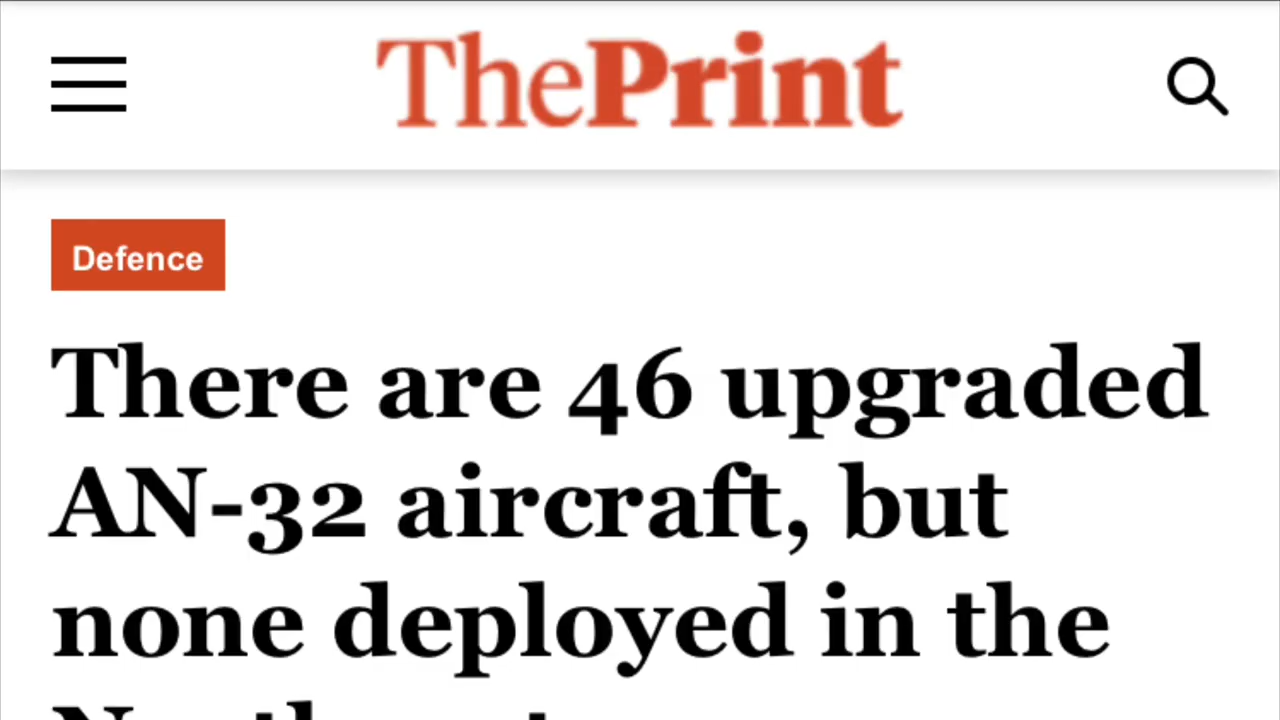 ThePrint
Defence
There are 46 upgraded
AN-32 aircraft, but
none deployed in the